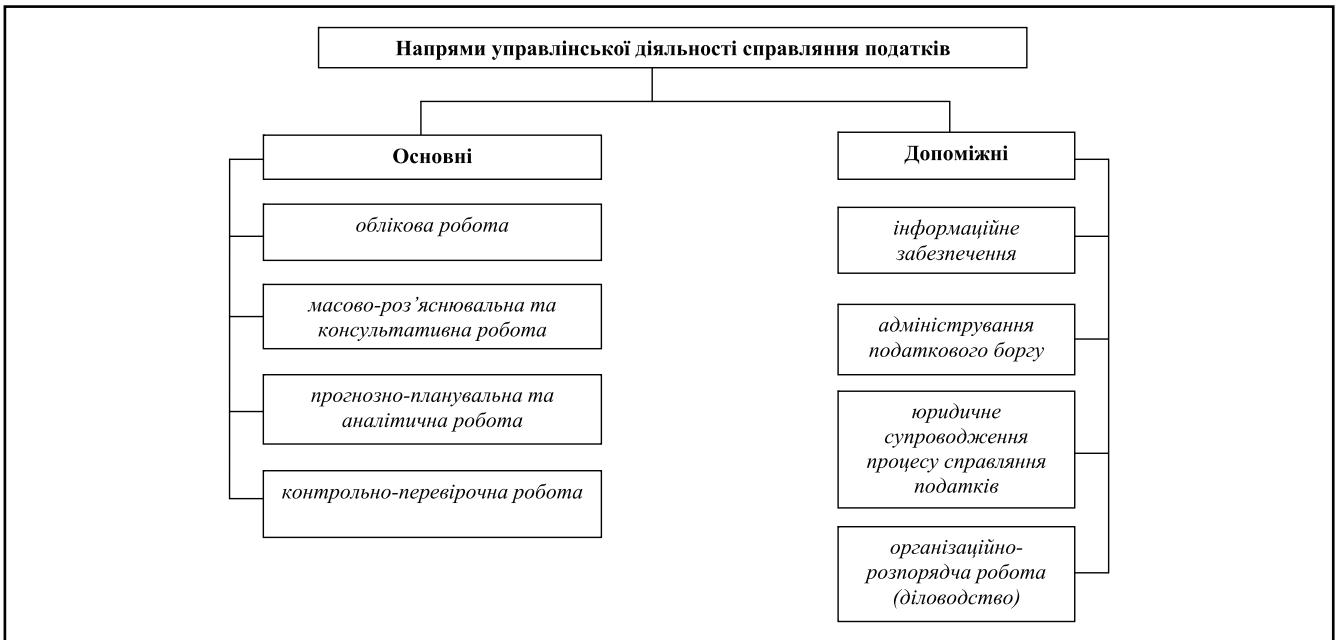 Напрями управлінської діяльності справляння податків
Основні
облікова робота
масово-роз’яснювальна та
консультативна робота
прогнозно-планувальна та
аналітична робота
контрольно-перевірочна робота
Допоміжні
інформаційне
забезпечення
адміністрування
податкового боргу
юридичне
супроводження
процесу справляння
податків
організаційно-
розпорядча робота
(діловодство)